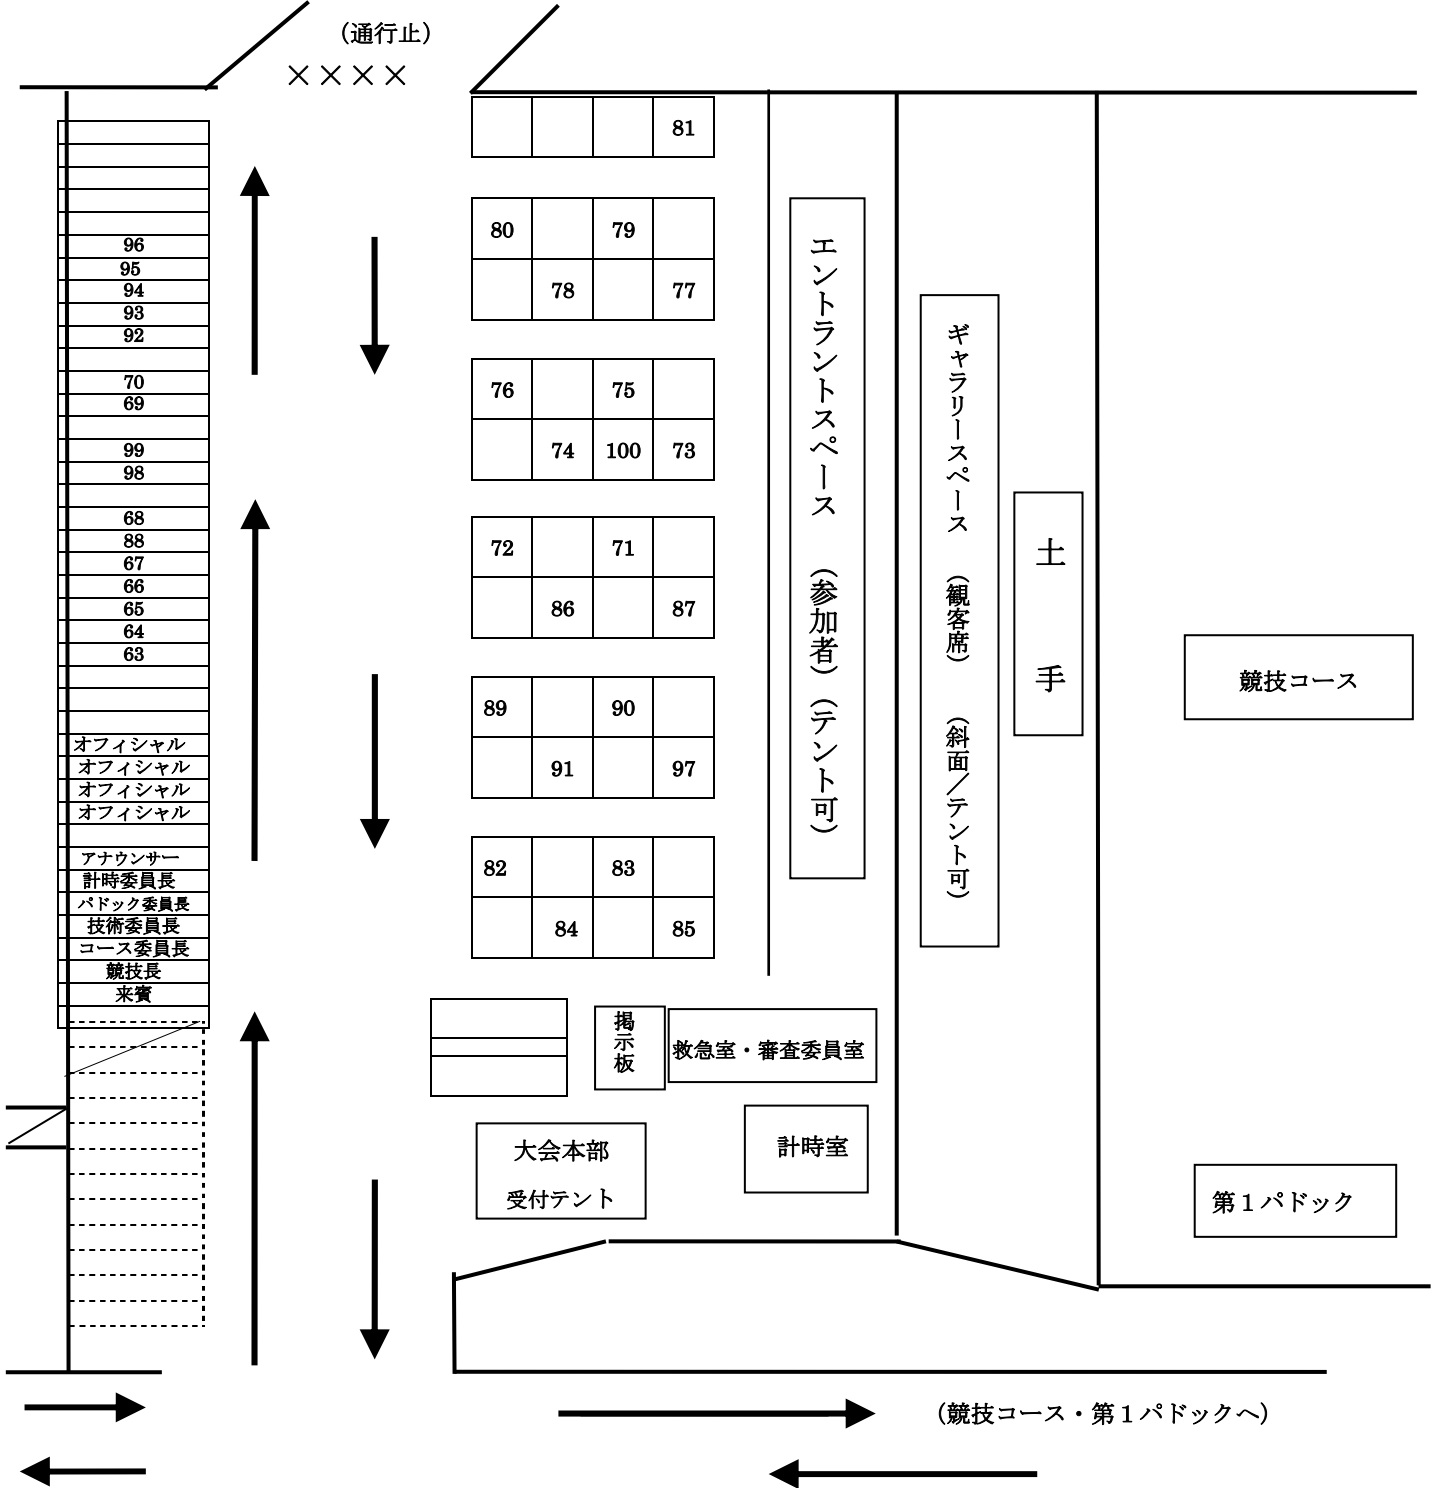 （通行止）
××××
96
95
94
93
92
70
69
99
98
68
88
67
66
65
64
63
オフィシャル
オフィシャル
オフィシャル
オフィシャル
アナウンサー
計時委員長
パドック委員長
技術委員長
コース委員長
競技長
来賓
81
80 79
78 77
76 75
74 100 73
72 71
86 87
89 90
91 97
82 83
84 85
エントラントスペース （参加者）（テント可）
ギャラリースペース （観客席） （斜面／テント可）
土手
競技コース
掲示板
救急室・審査委員室
大会本部
受付テント
計時室
第１パドック
（競技コース・第１パドックへ）